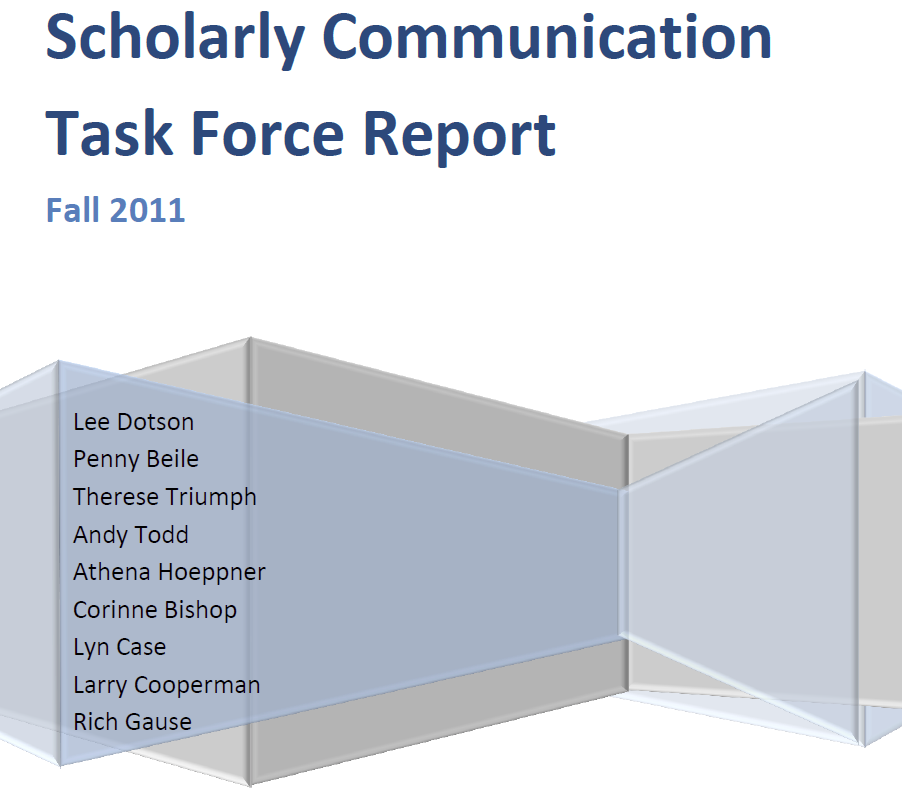 Scholarly Communication
Task Force Report
Fall 2011
Lee Dotson
Penny Beile
Therese Triumph
Andy Todd
Athena Hoeppner
Corinne Bishop
Lyn Case
Larry Cooperman
Rich Gause